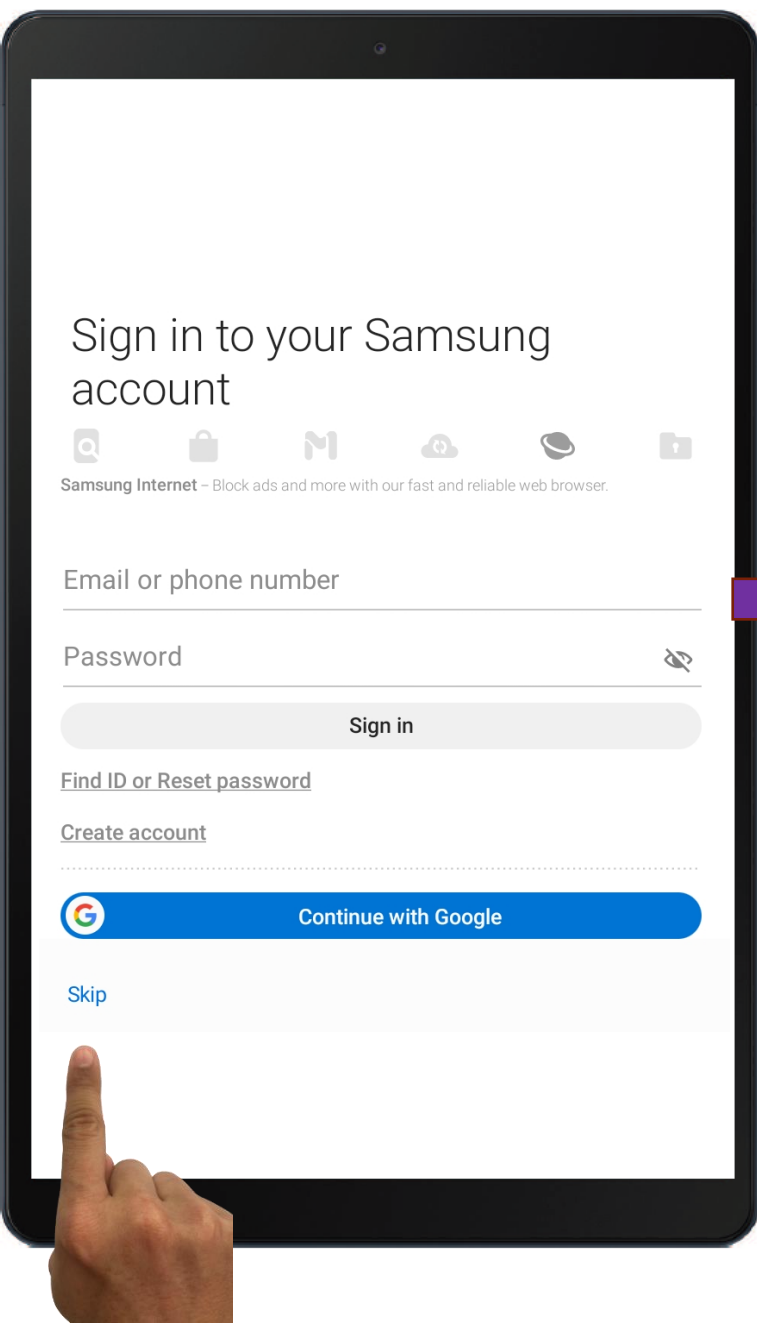 Sign in to your Samsung
account
Samsung Internet – Block ads and more with our fast and reliable web browser.
Email or phone number
Password
Sign in
Find ID or Reset password
Create account
Continue with Google
Skip